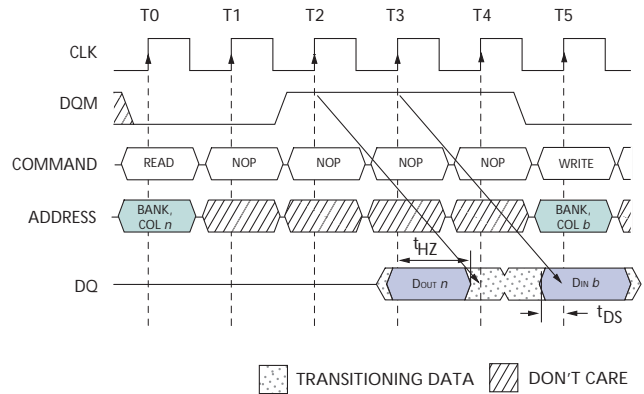 T0 T1 T2 T3 T4 T5
CLK
DQM
COMMAND READ NOP NOP NOP NOP WRITE
ADDRESS BANK, COL n BANK, COL b
tHZ
DQ DOUT n DIN b
tDS
TRANSITIONING DATA DON'T CARE